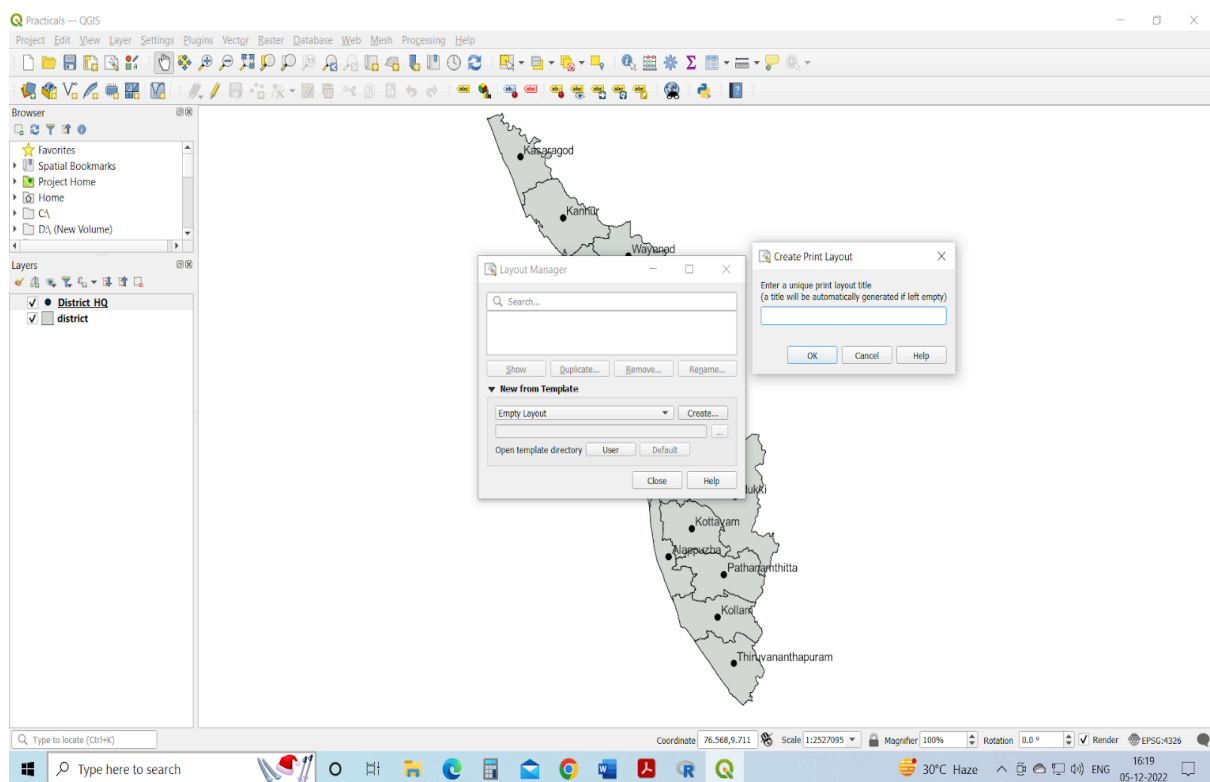 Practicals — QGIS
Project Edit View Layer Settings Plugins Vector Raster Database Web Mesh Processing Help
Browser
Favorites
Spatial Bookmarks
Project Home
Home
C:\
D:\ (New Volume)
Layers
District HQ
district
Kasaragod
Kannur
Wayanad
Layout Manager
Search...
Show Duplicate... Remove... Rename...
New from Template
Empty Layout Create...
...
Open template directory User Default
Close Help
Create Print Layout
Enter a unique print layout title
(a title will be automatically generated if left empty)
OK Cancel Help
dukki
Kottayam
Alappuzha
Pathanamthitta
Kollam
Thiruvananthapuram
Type to locate (Ctrl+K)
Coordinate 76.568,9.711 Scale 1:2527095 Magnifier 100% Rotation 0.0 ° Render EPSG:4326
Type here to search
30°C Haze ENG 16:19
-12-2022